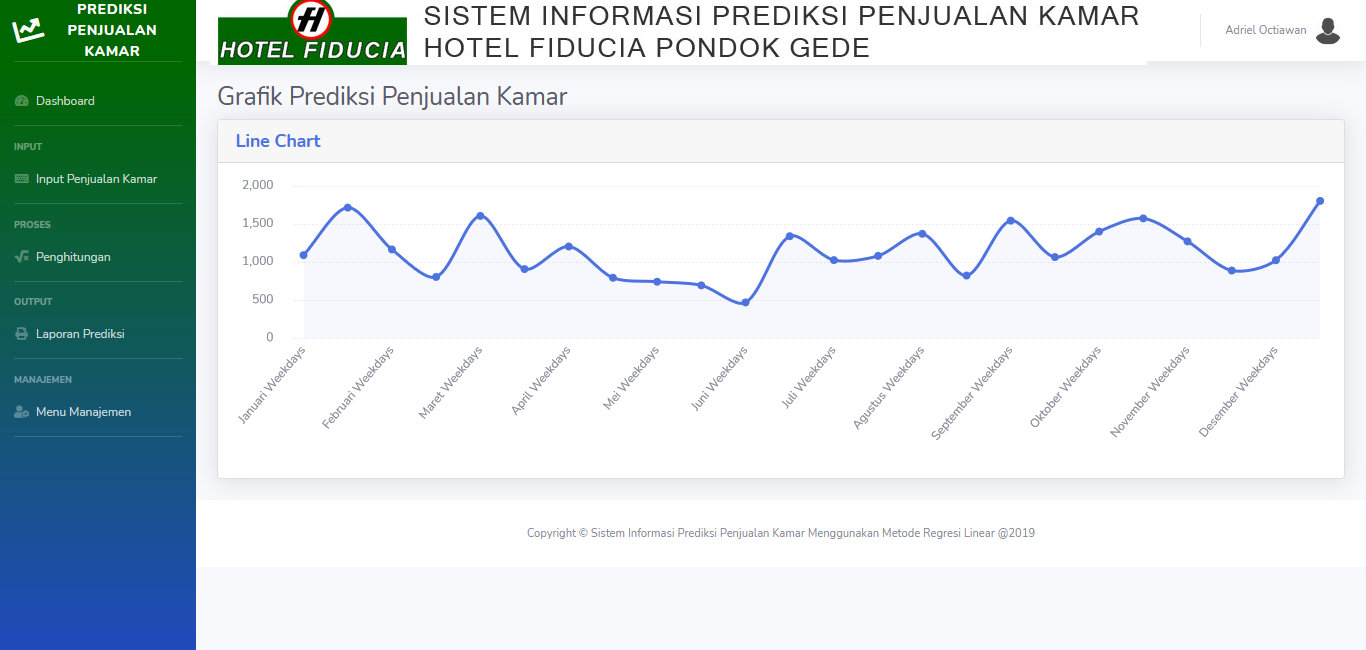 PREDIKSI
PENJUALAN
KAMAR
Dashboard
INPUT
Input Penjualan Kamar
PROSES
Penghitungan
OUTPUT
Laporan Prediksi
MANAJEMEN
Menu Manajemen
HOTEL FIDUCIA
SISTEM INFORMASI PREDIKSI PENJUALAN KAMAR
HOTEL FIDUCIA PONDOK GEDE
Adriel Octiawan
Grafik Prediksi Penjualan Kamar
Line Chart
2,000
1,500
1,000
500
0
Januari Weekdays
Februari Weekdays
Maret Weekdays
April Weekdays
Mei Weekdays
Juni Weekdays
Juli Weekdays
Agustus Weekdays
September Weekdays
Oktober Weekdays
November Weekdays
Desember Weekdays
Copyright © Sistem Informasi Prediksi Penjualan Kamar Menggunakan Metode Regresi Linear @2019